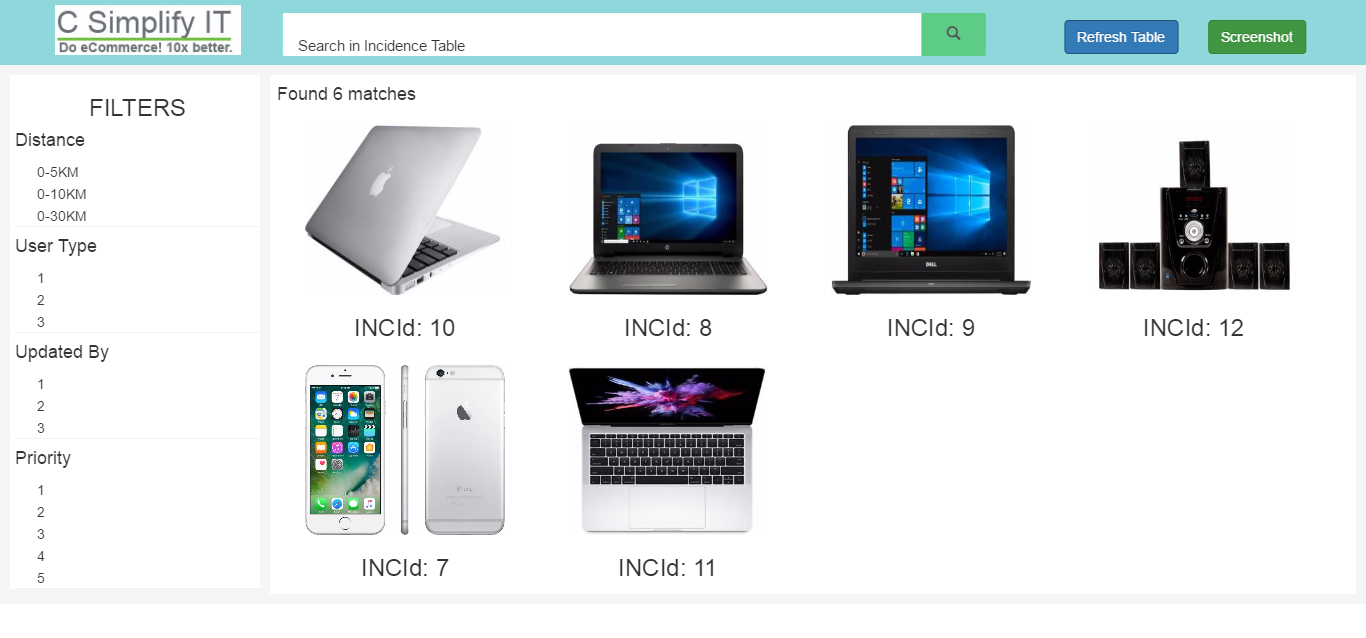 C Simplify IT
Do eCommerce! 10x better.
Search in Incidence Table
Refresh Table
Screenshot
FILTERS
Distance
0-5KM
0-10KM
0-30KM
User Type
1
2
3
Updated By
1
2
3
Priority
1
2
3
4
5
Found 6 matches
DELL
INCId: 10
INCId: 8
INCId: 9
INCId: 12
iPhone
INCId: 7
INCId: 11